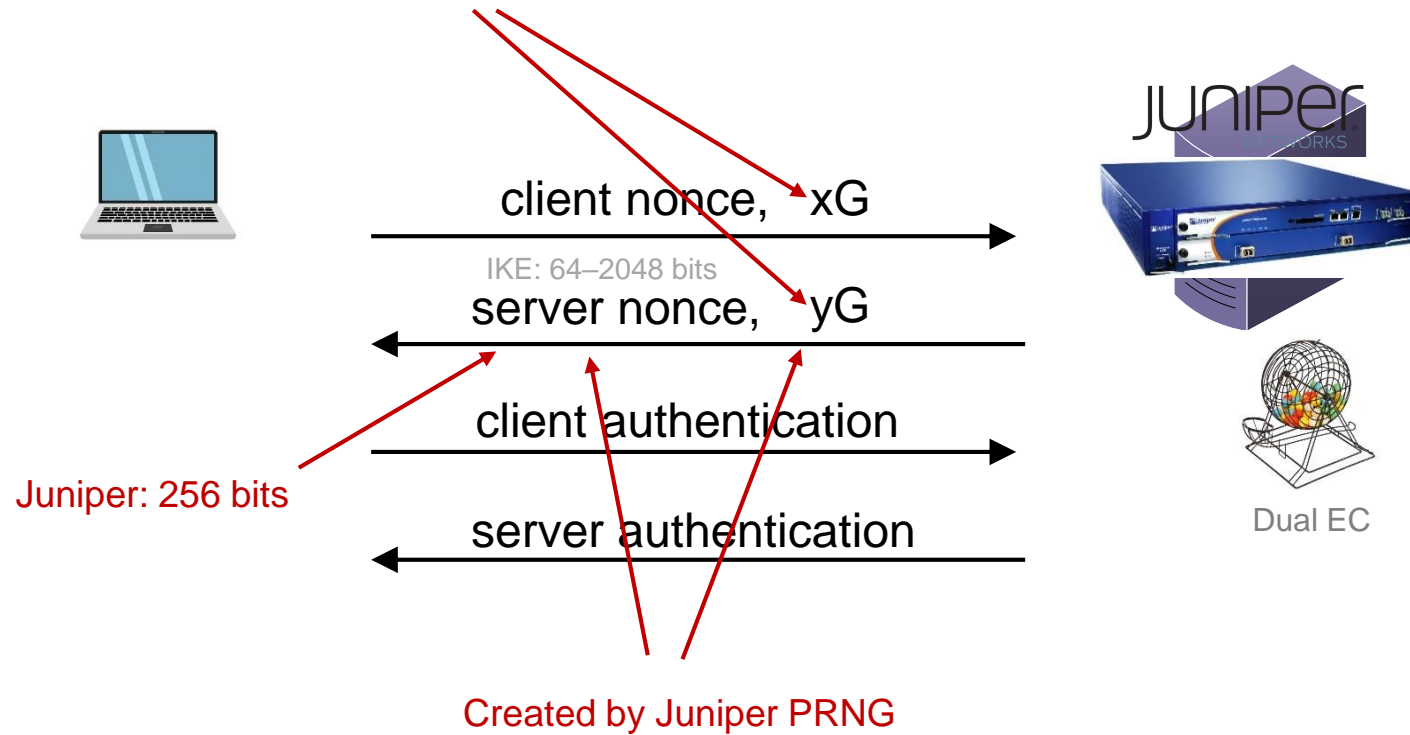 JUNIPER
NETWORKS
client nonce, xG
IKE: 64–2048 bits
server nonce, yG
client authentication
Juniper: 256 bits
server authentication
Dual EC
Created by Juniper PRNG